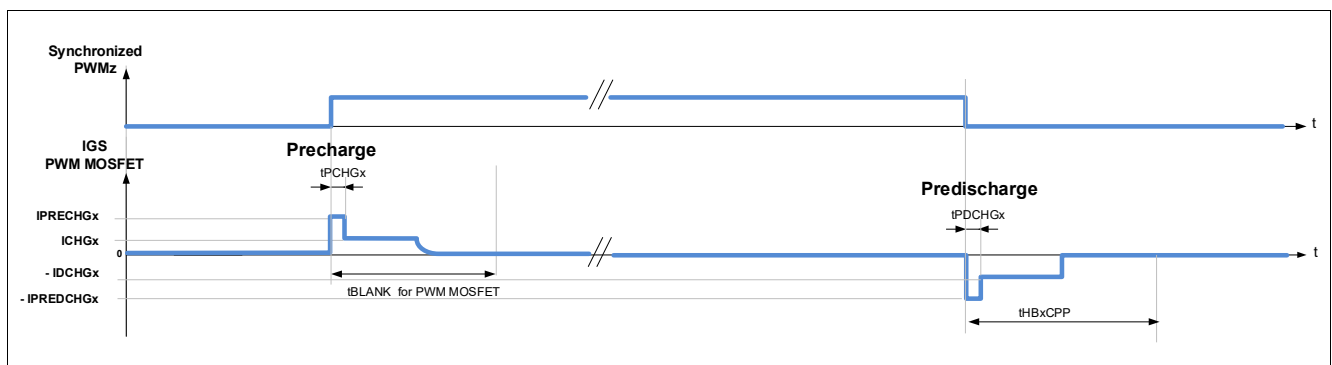 Synchronized
PWMz
t
IGS
PWM MOSFET
Precharge
tPCHGx
Predischarge
tPDCHGx
IPRECHGx
ICHGx
0
t
- IDCHGx
- IPREDCHGx
tBLANK for PWM MOSFET
tHBxCPP